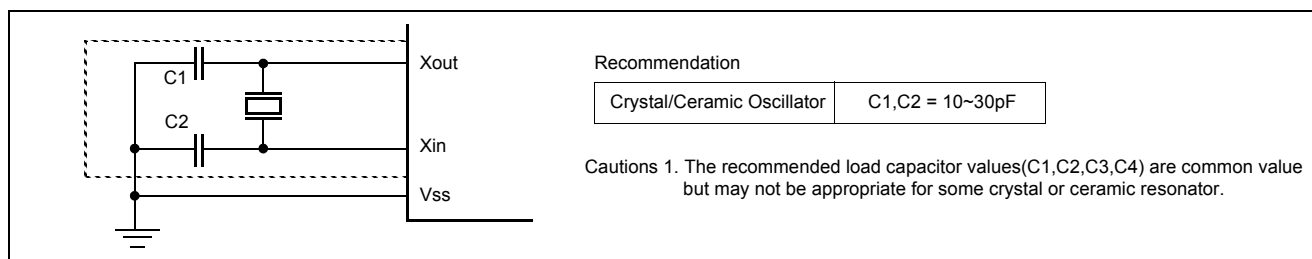 C1
C2
Xout
Xin
Vss
Recommendation
Crystal/Ceramic Oscillator C1,C2 = 10~30pF
Cautions 1. The recommended load capacitor values(C1,C2,C3,C4) are common value
but may not be appropriate for some crystal or ceramic resonator.